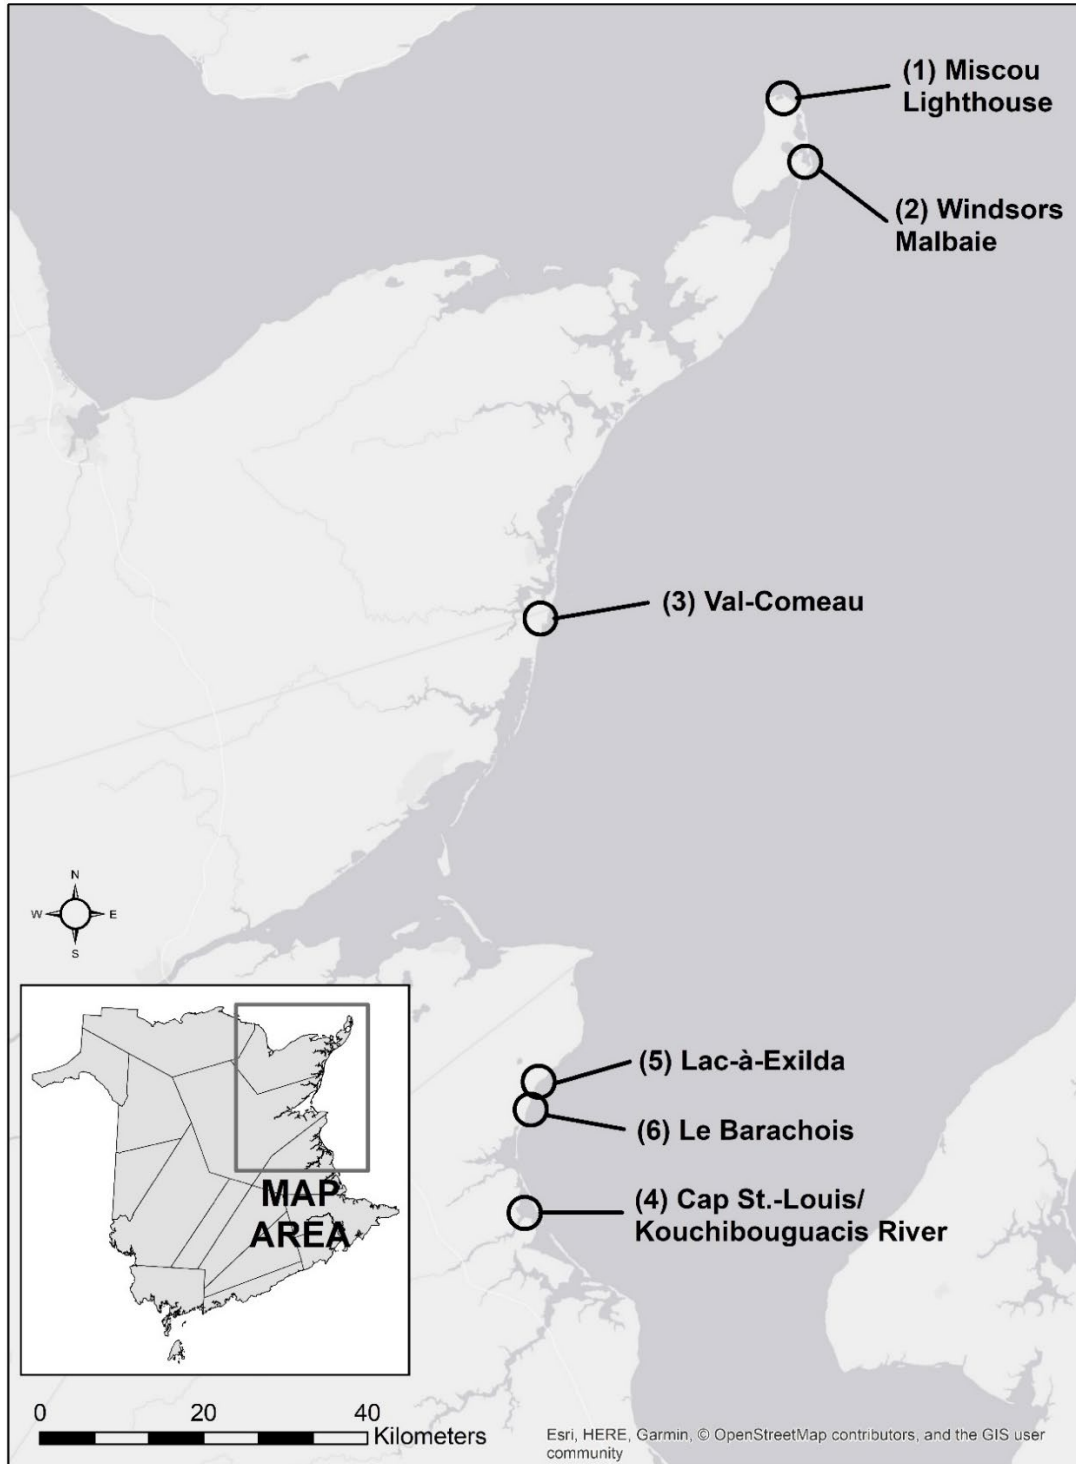 (1) Miscou
Lighthouse
(2) Windsors
Malbaie
(3) Val-Comeau
N
W
E
S
(5) Lac-à-Exilda
(6) Le Barachois
(4) Cap St.-Louis/
Kouchibouguacis River
MAP
AREA
0
20
40
Kilometers
Esri, HERE, Garmin, © OpenStreetMap contributors, and the GIS user
community